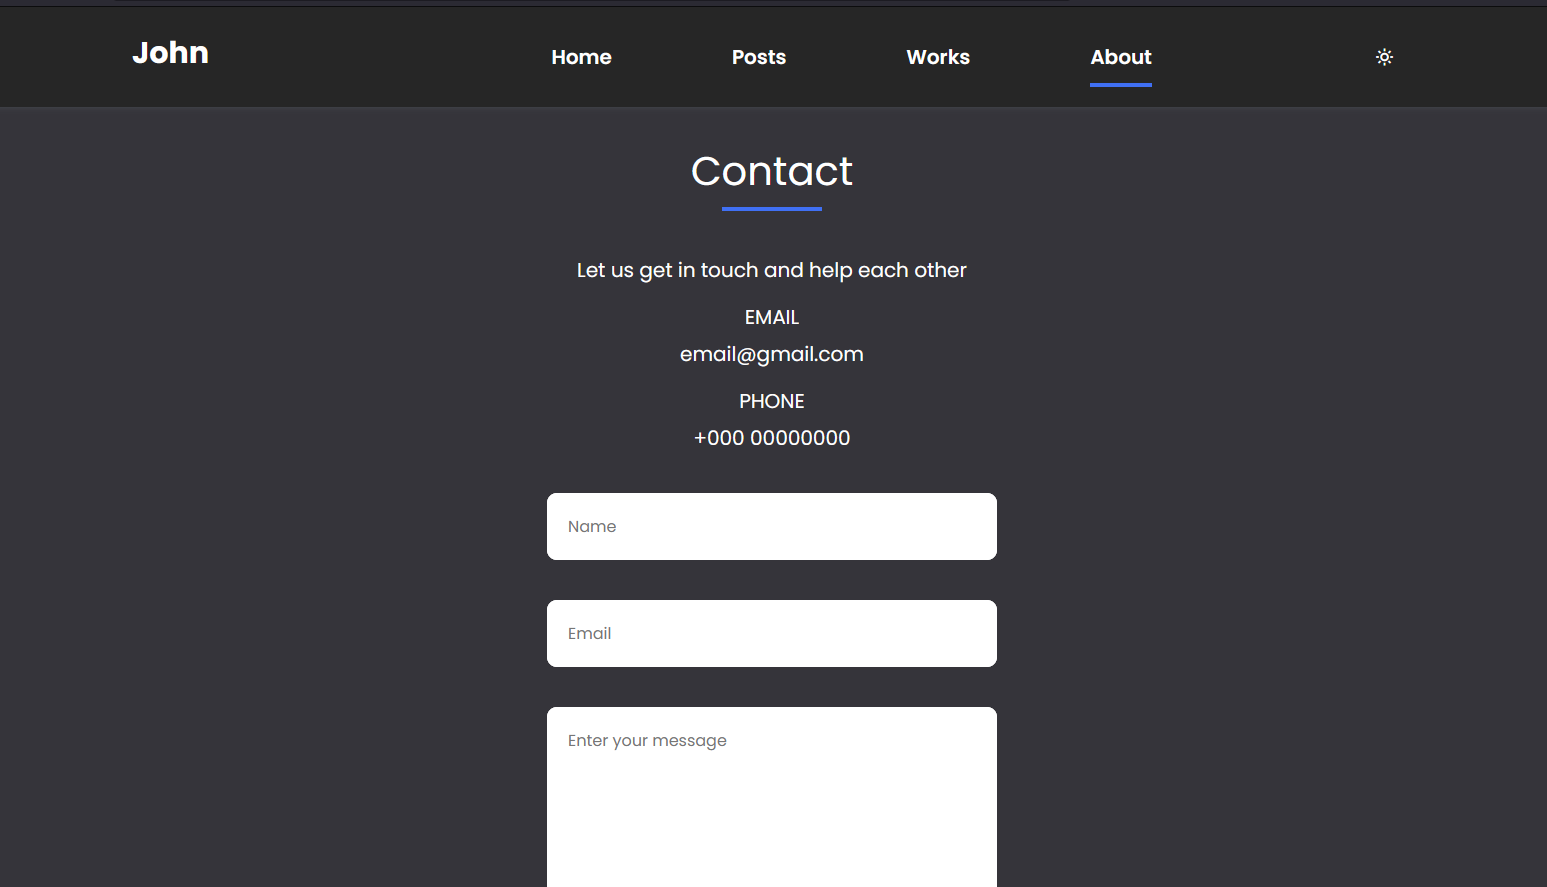 John
Home Posts Works About
Contact
Let us get in touch and help each other
EMAIL
email@gmail.com
PHONE
+000 00000000
Name
Email
Enter your message